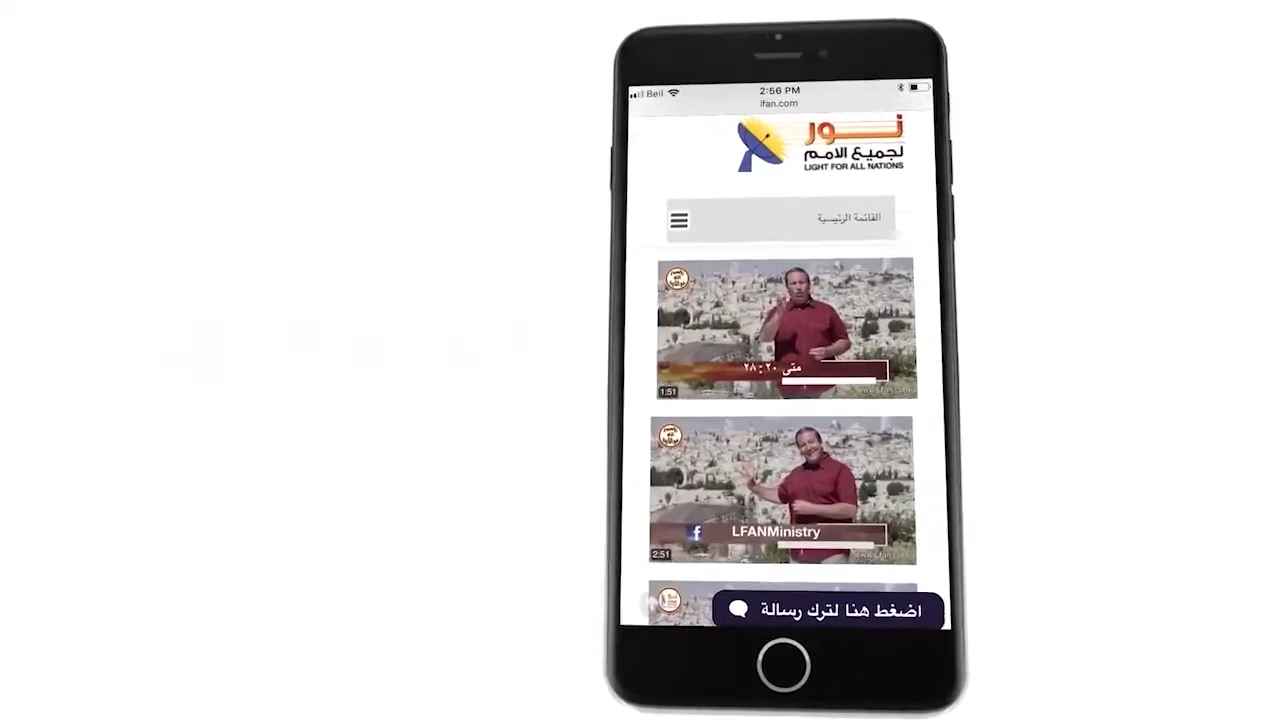 Bell
2:56 PM
ifan.com
نور
لجميع الامم
LIGHT FOR ALL NATIONS
القائمة الرئيسية
متى ٢٨:٢٠
1:51
LFANMinistry
2:51
اضغط هنا لترك رسالة